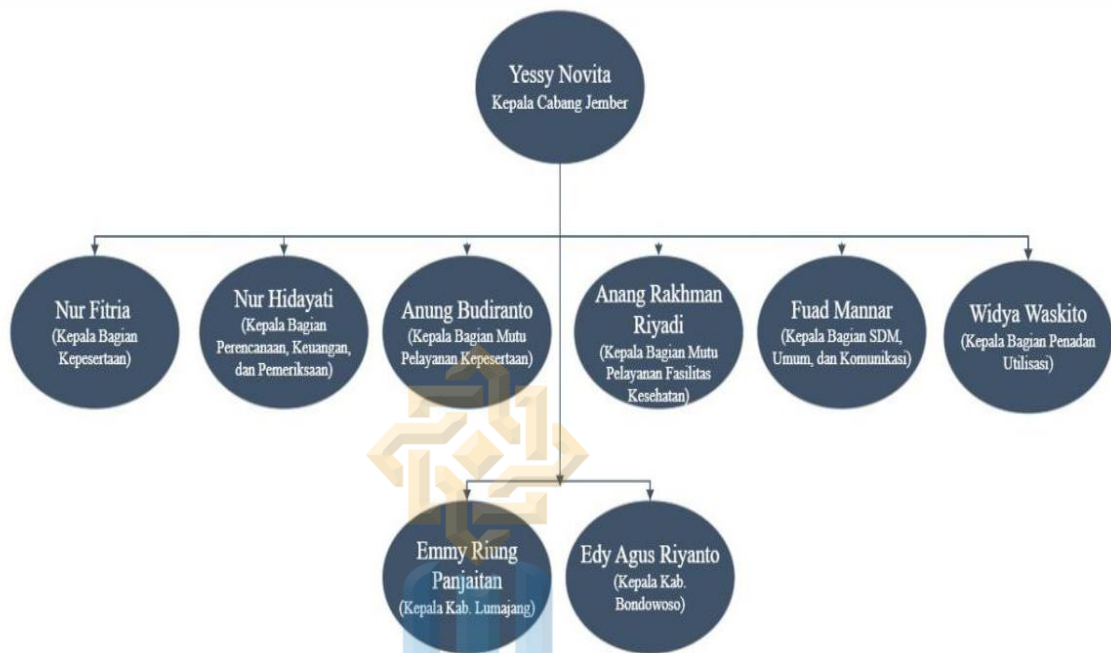 Yessy Novita
Kepala Cabang Jember
Nur Fitria
(Kepala Bagian
Kepesertaan)
Nur Hidayati
(Kepala Bagian
Perencanaan, Keuangan,
dan Pemeriksaan)
Anung Budiranto
(Kepala Bagian Mutu
Pelayanan Kepesertaan)
Anang Rakhman
Riyadi
(Kepala Bagian Mutu
Pelayanan Fasilitas
Kesehatan)
Fuad Mannar
(Kepala Bagian SDM,
Umum, dan Komunikasi)
Widya Waskito
(Kepala Bagian Penadan
Utilisasi)
Emmy Riung
Panjaitan
(Kepala Kab. Lumajang)
Edy Agus Riyanto
(Kepala Kab.
Bondowoso)